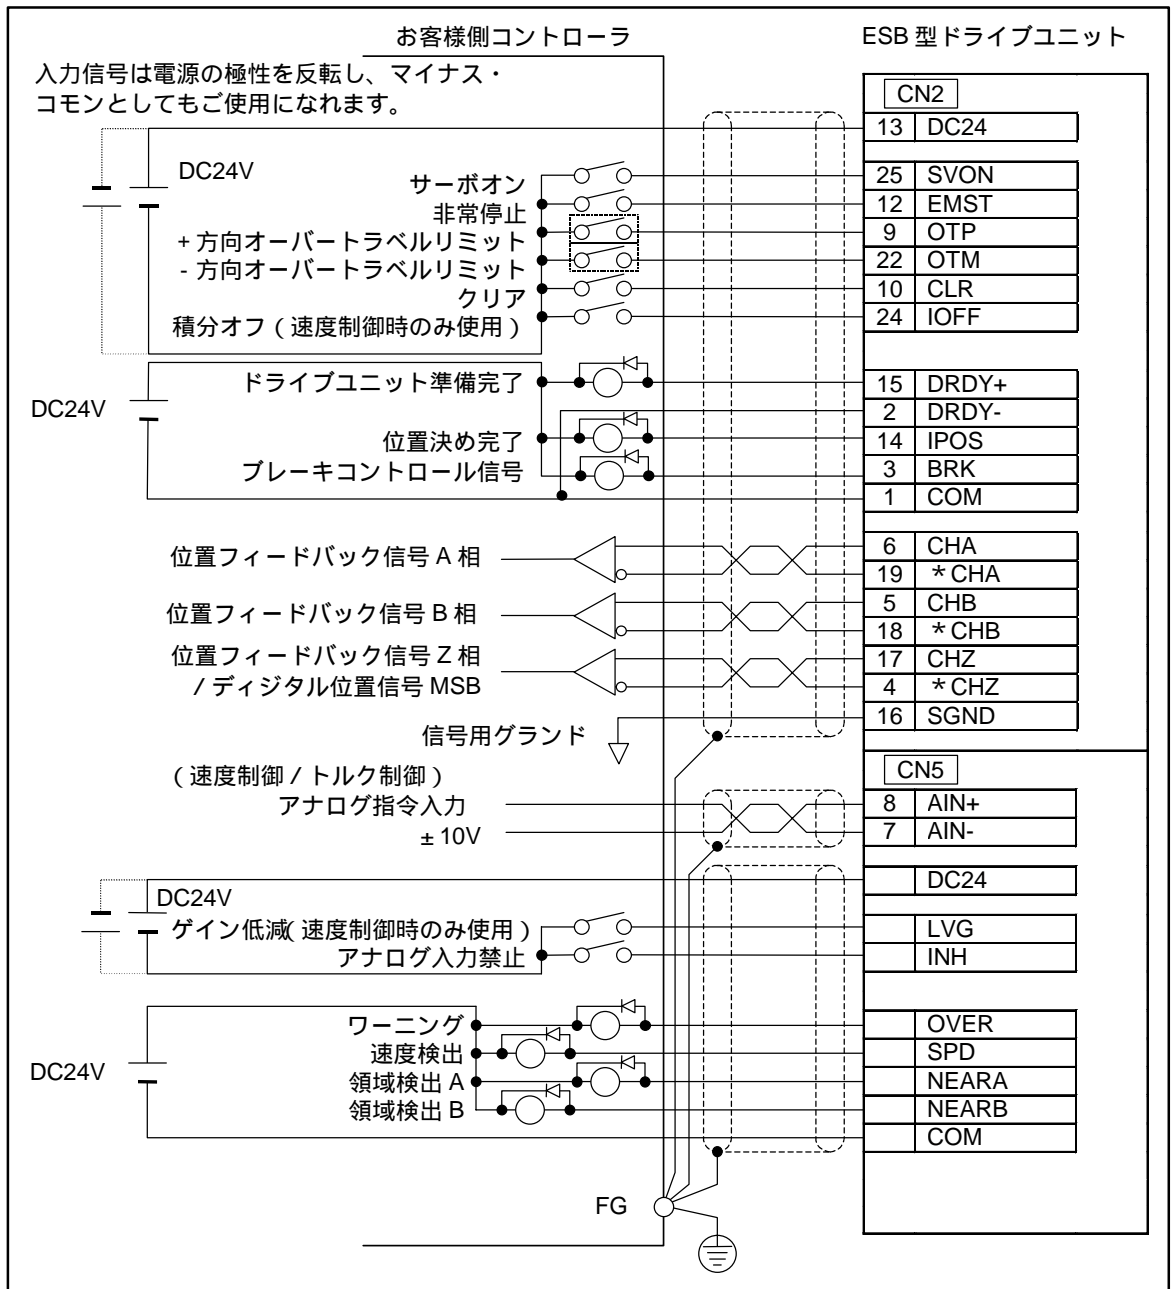 お客様側コントローラ
ESB 型ドライブユニット
入力信号は電源の極性を反転し、マイナス・
コモンとしてもご使用になれます。
CN2
13 DC24
DC24V
サーボオン
25 SVON
非常停止
12 EMST
+ 方向オーバートラベルリミット
9 OTP
- 方向オーバートラベルリミット
22 OTM
クリア
10 CLR
積分オフ ( 速度制御時のみ使用 )
24 IOFF
DC24V
ドライブユニット準備完了
15 DRDY+
2 DRDY-
位置決め完了
14 IPOS
ブレーキコントロール信号
3 BRK
1 COM
位置フィードバック信号 A 相
6 CHA
19 *CHA
位置フィードバック信号 B 相
5 CHB
18 *CHB
位置フィードバック信号 Z 相
/ ディジタル位置信号 MSB
17 CHZ
4 *CHZ
信号用グランド
16 SGND
CN5
( 速度制御 / トルク制御 )
アナログ指令入力
± 10V
8 AIN+
7 AIN-
DC24
DC24V
ゲイン低減( 速度制御時のみ使用 )
LVG
アナログ入力禁止
INH
DC24V
ワーニング
OVER
速度検出
SPD
領域検出 A
NEARA
領域検出 B
NEARB
COM
FG